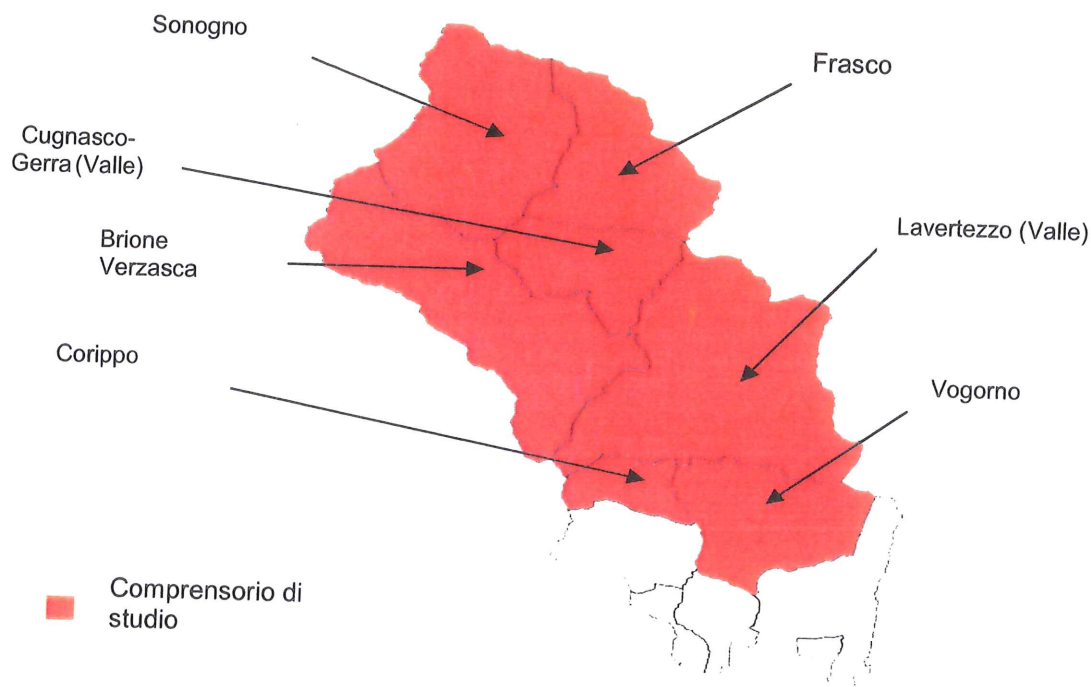 Sonogno
Frasco
Cugnasco-
Gerra (Valle)
Brione
Verzasca
Lavertezzo (Valle)
Corippo
Vogorno
Comprensorio di
studio